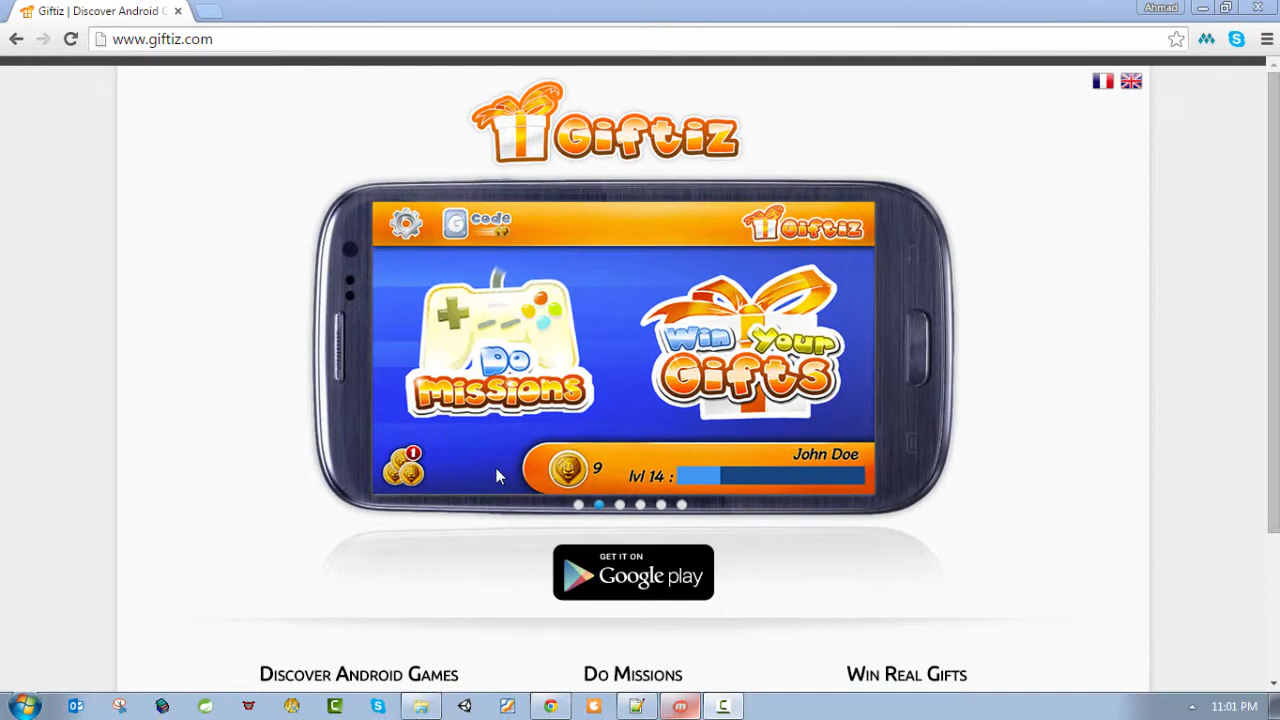 Giftiz | Discover Android G
Ahmad
www.giftiz.com
Giftiz
G Code
Giftiz
Do
Missions
Win Your
Gifts
1
9
John Doe
lvl 14 :
GET IT ON
Google play
Discover Android Games
Do Missions
Win Real Gifts
11:01 PM